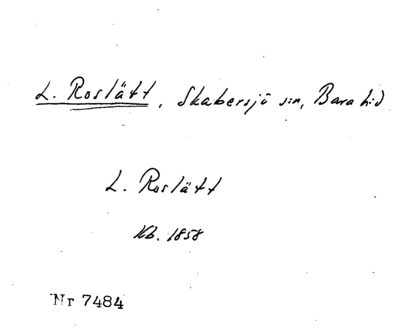 L. Roslätt, Skabersjö sn, Bara hd
L. Roslätt
Kb. 1858
Nr 7484